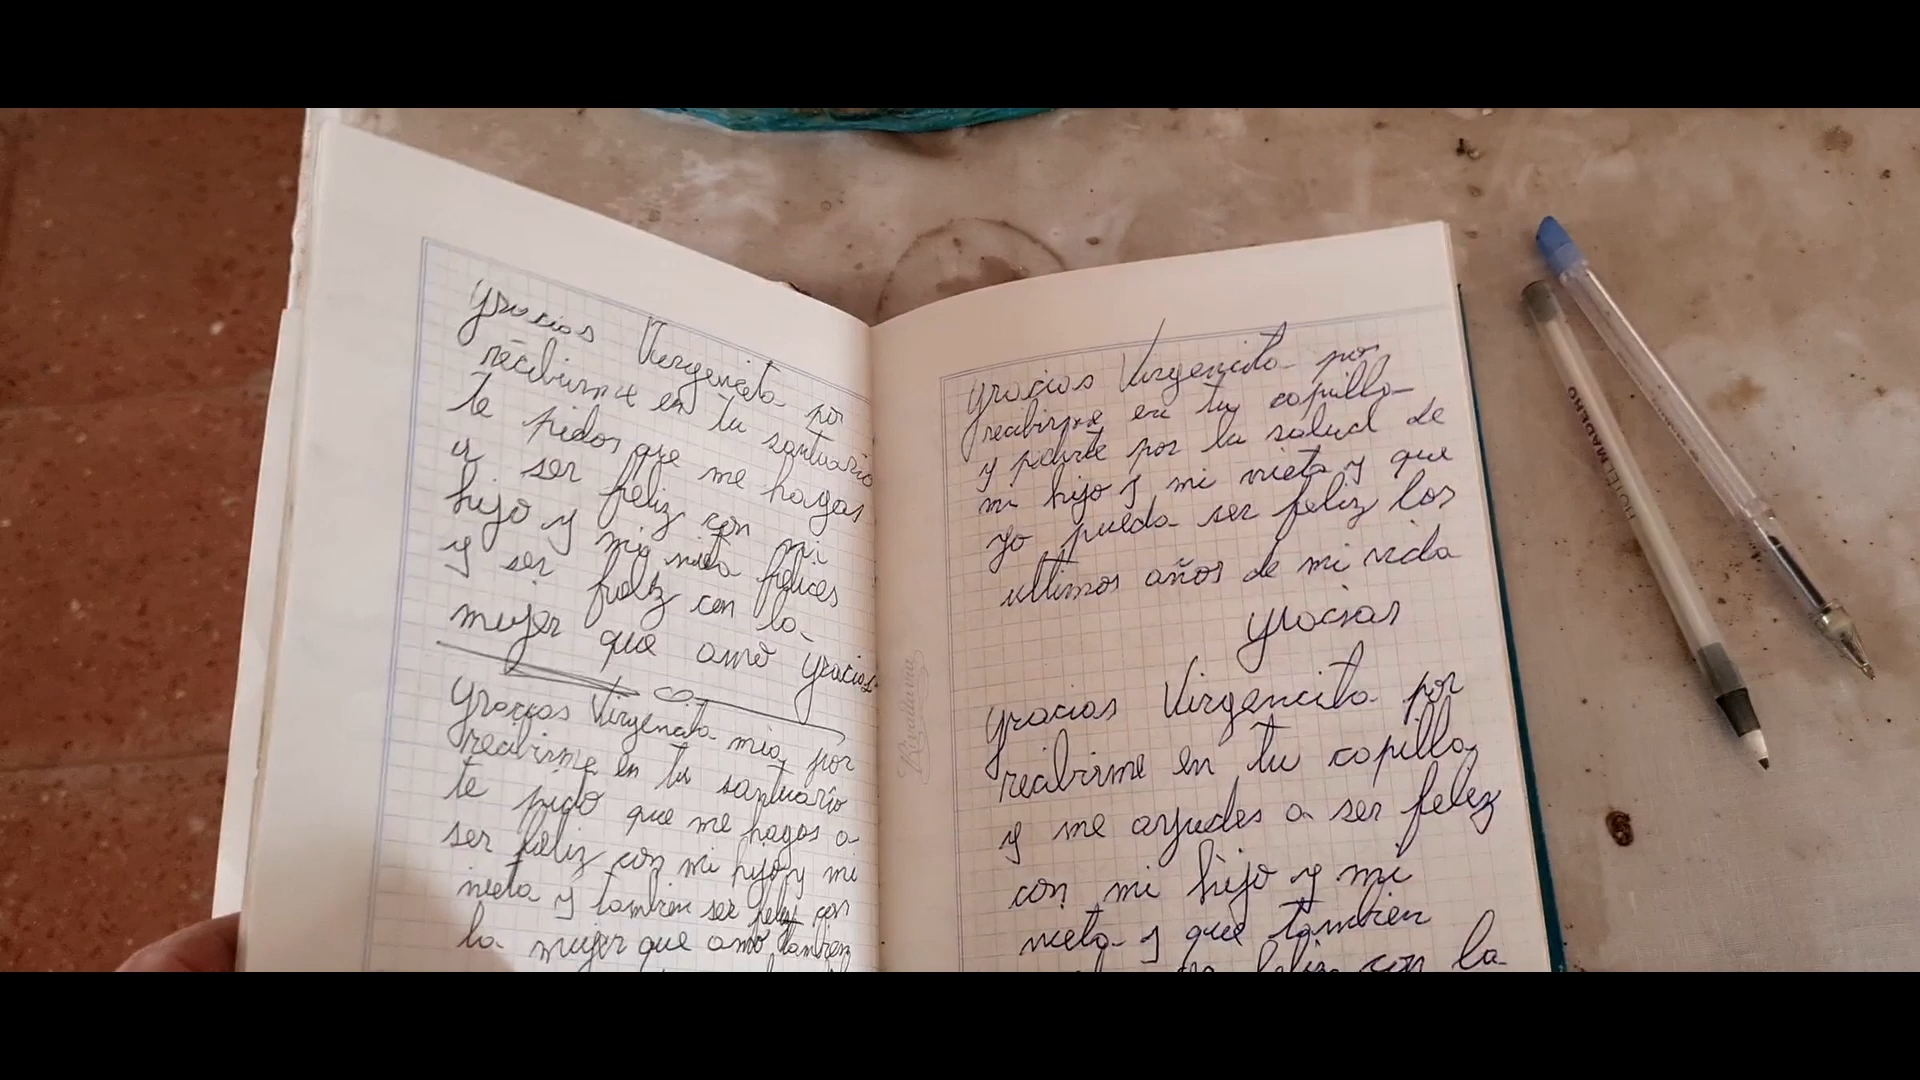 gracias Virgencita por
recibirme en tu santuario
te pidos que me hagas
a ser feliz con mi
hijo y mi nieta felices
y ser feliz con la
mujer que amo gracias
gracias Virgencita mia por
recibirme en tu santuario
te pido que me hagas a
ser feliz con mi hijo y mi
nieta y tambien ser feliz con
la mujer que amo tambien
Rivaluvia
gracias Virgencita por
recibirme en tu capilla
y pedirte por la salud de
mi hijo y mi nieta y que
yo pueda ser feliz los
ultimos años de mi vida
gracias
gracias Virgencita por
recibirme en tu capilla
y me ayudes a ser feliz
con mi hijo y mi
nieta y que tambien
feliz con la
HOTEL MADERO